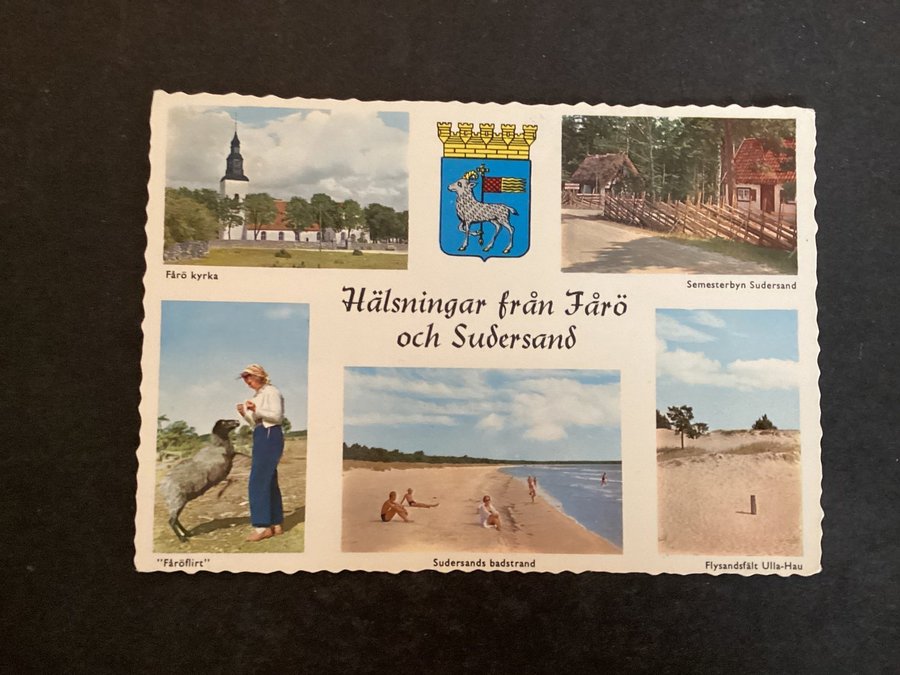 Fårö kyrka
Semesterbyn Sudersand
Hälsningar från Fårö
och Sudersand
"Fåröflirt"
Sudersands badstrand
Flysandsfält Ulla-Hau